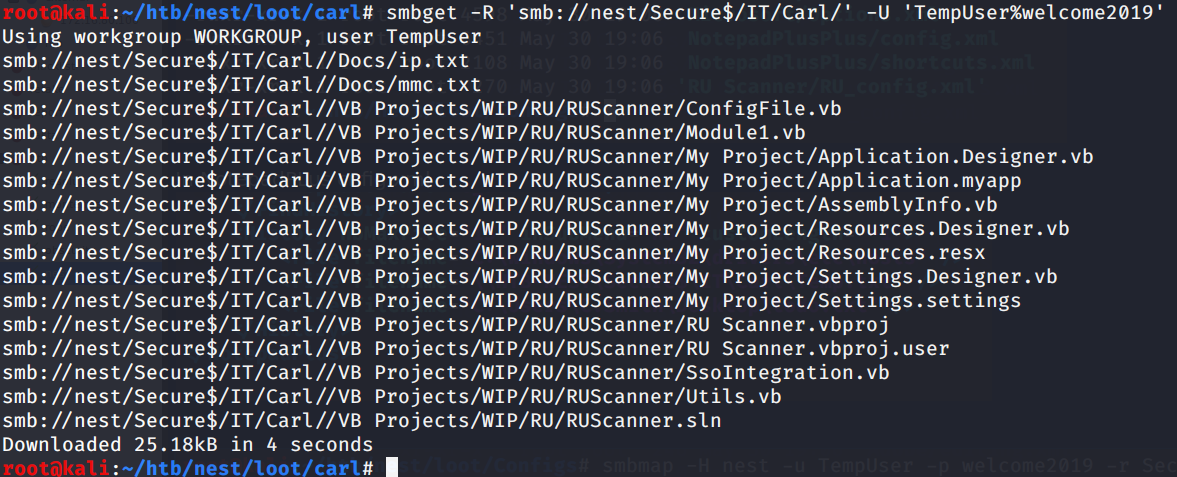 root@kali:~/htb/nest/loot/carl# smbget -R 'smb://nest/Secure$/IT/Carl/' -U 'TempUser%welcome2019'
Using workgroup WORKGROUP, user TempUser
smb://nest/Secure$/IT/Carl//Docs/ip.txt
smb://nest/Secure$/IT/Carl//Docs/mmc.txt
smb://nest/Secure$/IT/Carl//VB Projects/WIP/RU/RUScanner/ConfigFile.vb
smb://nest/Secure$/IT/Carl//VB Projects/WIP/RU/RUScanner/Module1.vb
smb://nest/Secure$/IT/Carl//VB Projects/WIP/RU/RUScanner/My Project/Application.Designer.vb
smb://nest/Secure$/IT/Carl//VB Projects/WIP/RU/RUScanner/My Project/Application.myapp
smb://nest/Secure$/IT/Carl//VB Projects/WIP/RU/RUScanner/My Project/AssemblyInfo.vb
smb://nest/Secure$/IT/Carl//VB Projects/WIP/RU/RUScanner/My Project/Resources.Designer.vb
smb://nest/Secure$/IT/Carl//VB Projects/WIP/RU/RUScanner/My Project/Resources.resx
smb://nest/Secure$/IT/Carl//VB Projects/WIP/RU/RUScanner/My Project/Settings.Designer.vb
smb://nest/Secure$/IT/Carl//VB Projects/WIP/RU/RUScanner/My Project/Settings.settings
smb://nest/Secure$/IT/Carl//VB Projects/WIP/RU/RUScanner/RU Scanner.vbproj
smb://nest/Secure$/IT/Carl//VB Projects/WIP/RU/RUScanner/RU Scanner.vbproj.user
smb://nest/Secure$/IT/Carl//VB Projects/WIP/RU/RUScanner/SsoIntegration.vb
smb://nest/Secure$/IT/Carl//VB Projects/WIP/RU/RUScanner/Utils.vb
smb://nest/Secure$/IT/Carl//VB Projects/WIP/RU/RUScanner.sln
Downloaded 25.18kB in 4 seconds
root@kali:~/htb/nest/loot/carl#